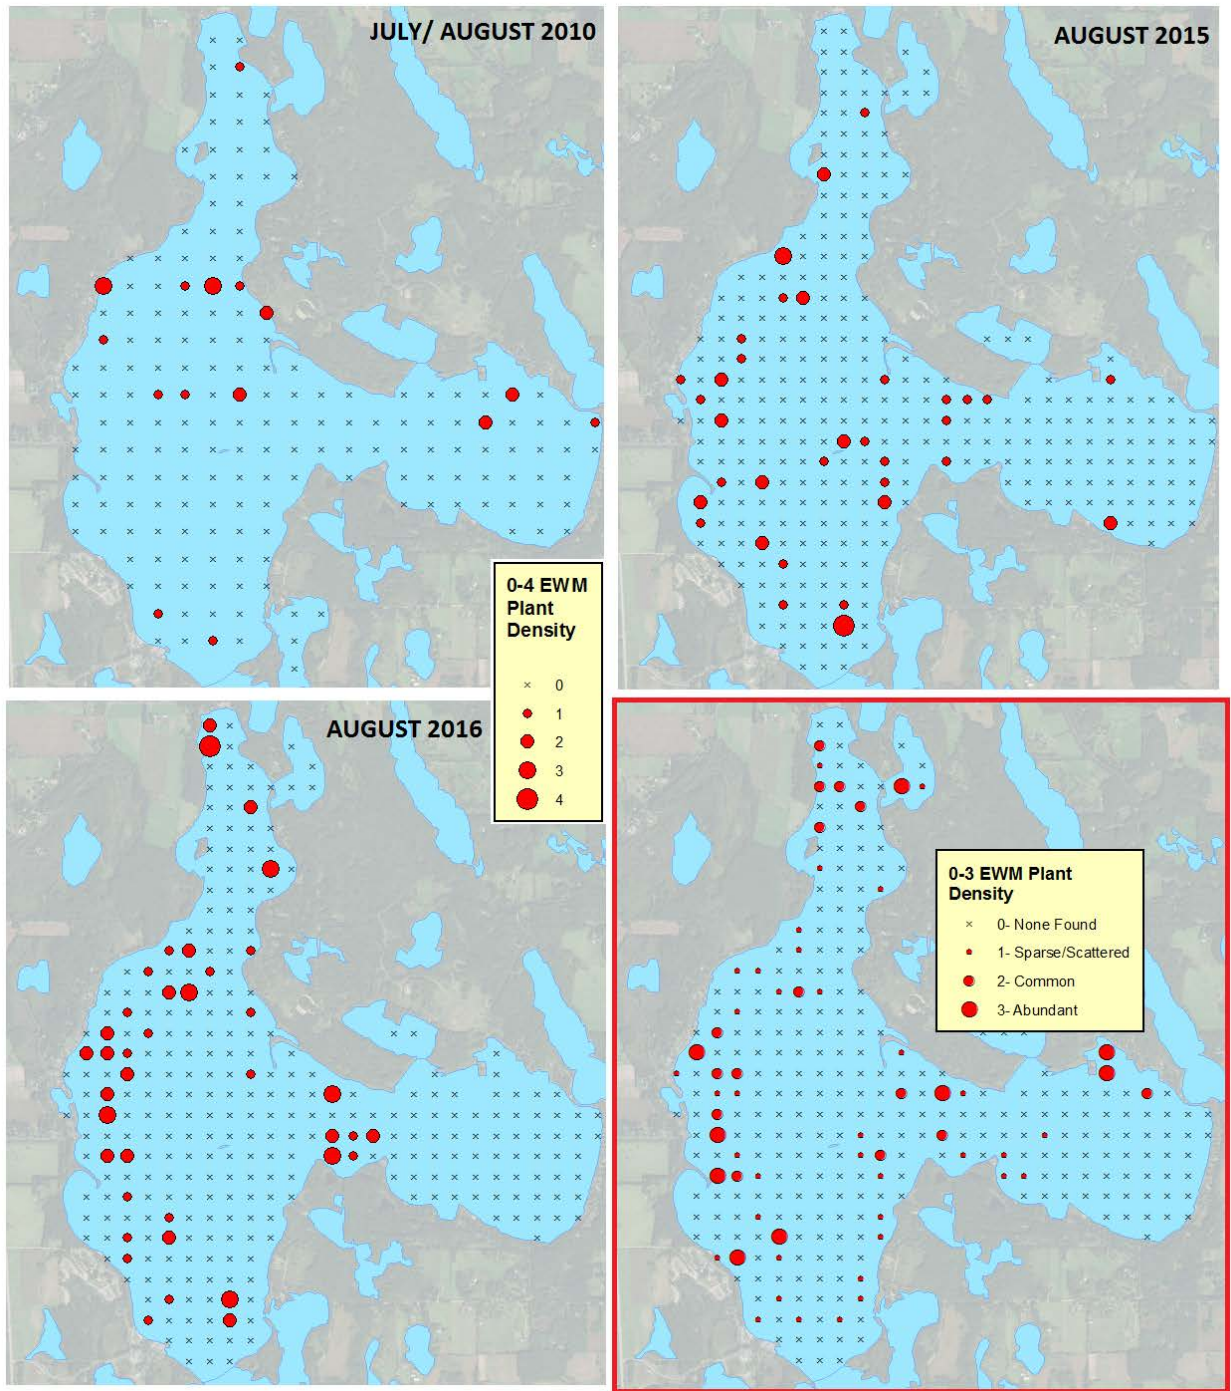 JULY/ AUGUST 2010
AUGUST 2015
0-4 EWM
Plant
Density
0
1
2
3
4
AUGUST 2016
0-3 EWM Plant
Density
0- None Found
1- Sparse/Scattered
2- Common
3- Abundant